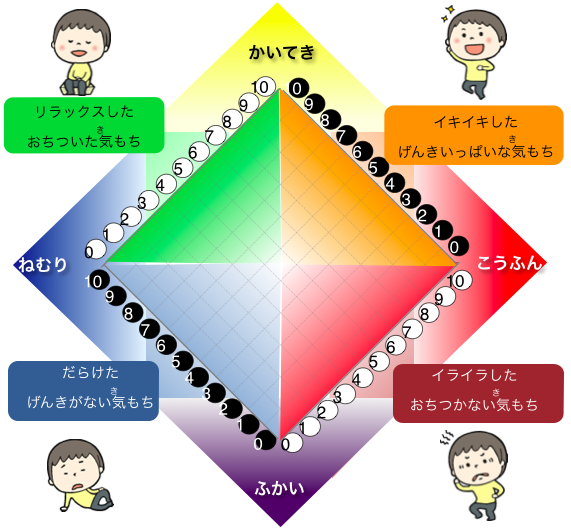 かいてき
リラックスした
おちついた気もち
き
イキイキした
げんきいっぱいな気もち
き
10
9
8
7
6
5
4
3
2
1
0
0
9
8
7
6
5
4
3
2
1
0
ねむり
こうふん
10
9
8
7
6
5
4
3
2
1
0
10
9
8
7
6
5
4
3
2
1
0
だらけた
げんきがない気もち
き
イライラした
おちつかない気もち
き
ふかい